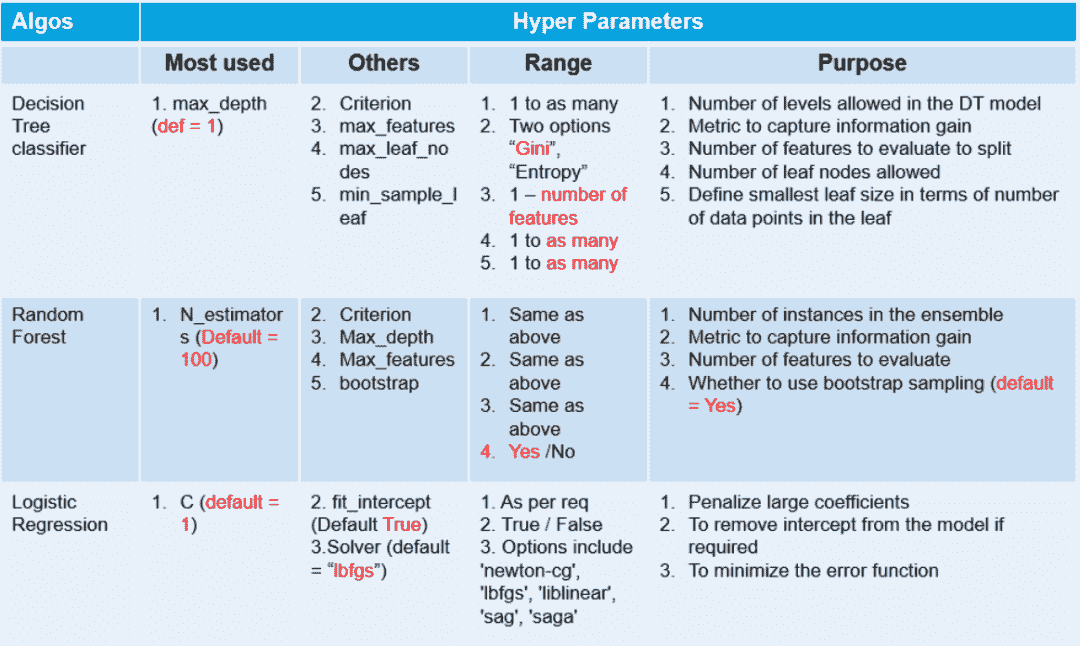 Algos
Hyper Parameters
Most used
Others
Range
Purpose
Decision
Tree
classifier
1. max_depth
(def = 1)
2. Criterion
3. max_features
4. max_leaf_no
des
5. min_sample_l
eaf
1. 1 to as many
2. Two options
“Gini”,
“Entropy”
3. 1 – number of
features
4. 1 to as many
5. 1 to as many
1. Number of levels allowed in the DT model
2. Metric to capture information gain
3. Number of features to evaluate to split
4. Number of leaf nodes allowed
5. Define smallest leaf size in terms of number
of data points in the leaf
Random
Forest
1. N_estimator
s (Default =
100)
2. Criterion
3. Max_depth
4. Max_features
5. bootstrap
1. Same as
above
2. Same as
above
3. Same as
above
4. Yes /No
1. Number of instances in the ensemble
2. Metric to capture information gain
3. Number of features to evaluate
4. Whether to use bootstrap sampling (default
= Yes)
Logistic
Regression
1. C (default =
1)
2. fit_intercept
(Default True)
3.Solver (default
= “lbfgs”)
1. As per req
2. True / False
3. Options include
'newton-cg',
'lbfgs', 'liblinear',
'sag', 'saga'
1. Penalize large coefficients
2. To remove intercept from the model if
required
3. To minimize the error function